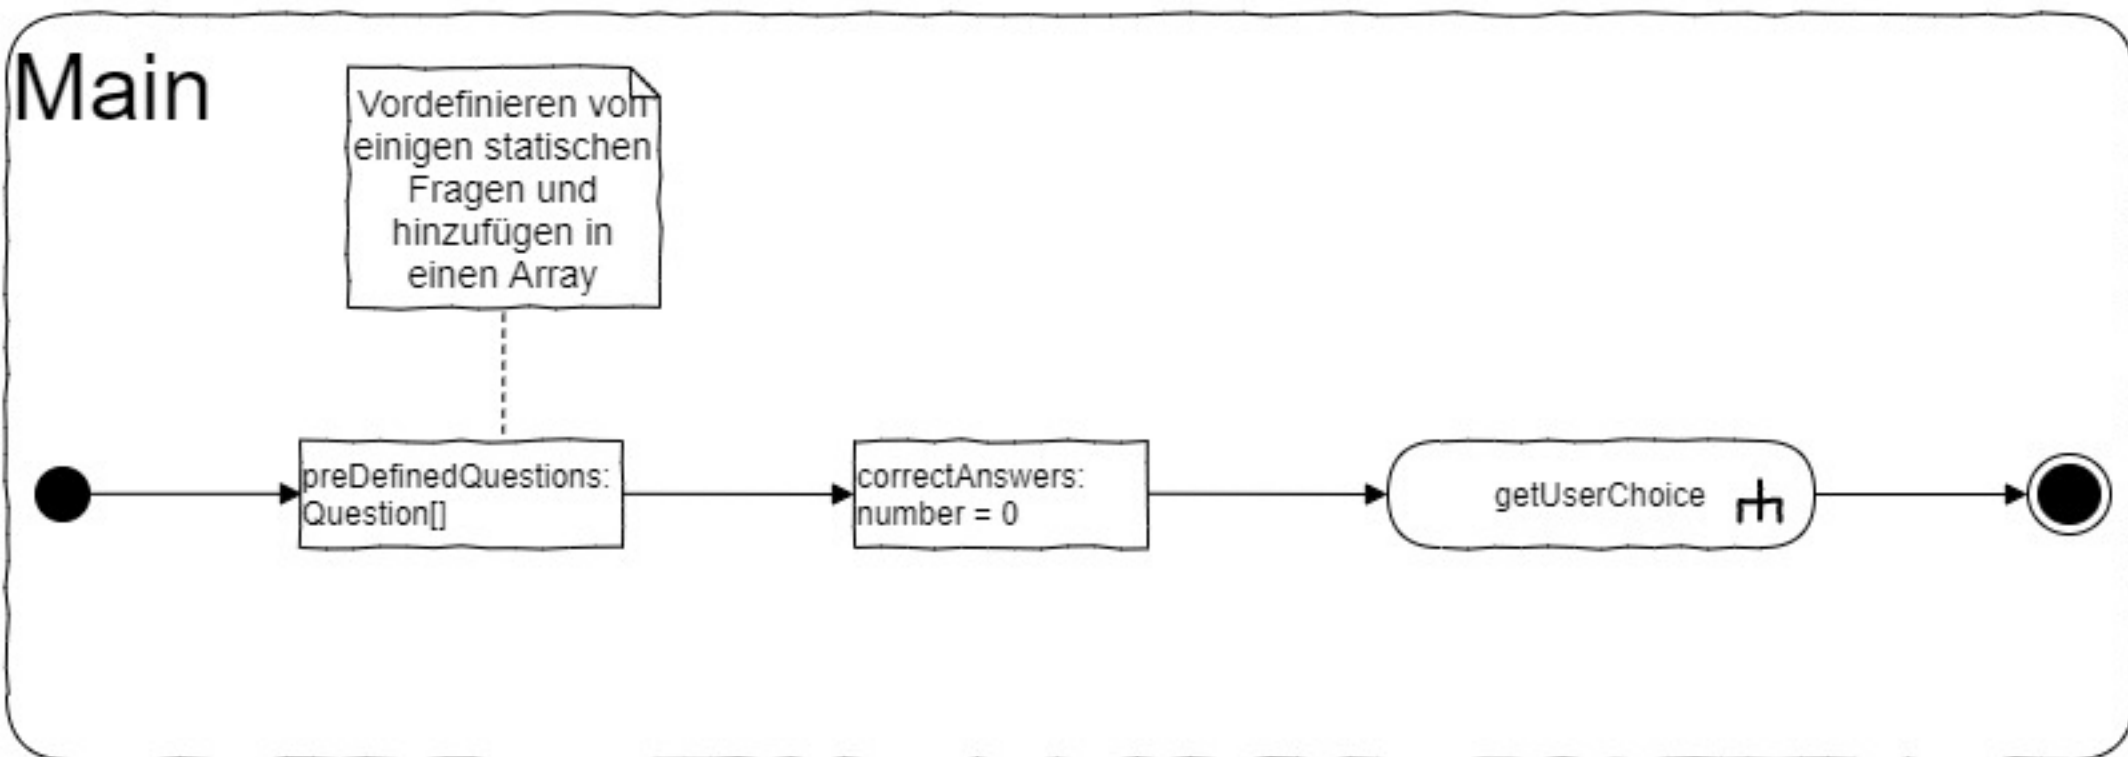 Main
Vordefinieren von
einigen statischen
Fragen und
hinzufügen in
einen Array
preDefinedQuestions:
Question[]
correctAnswers:
number = 0
getUserChoice